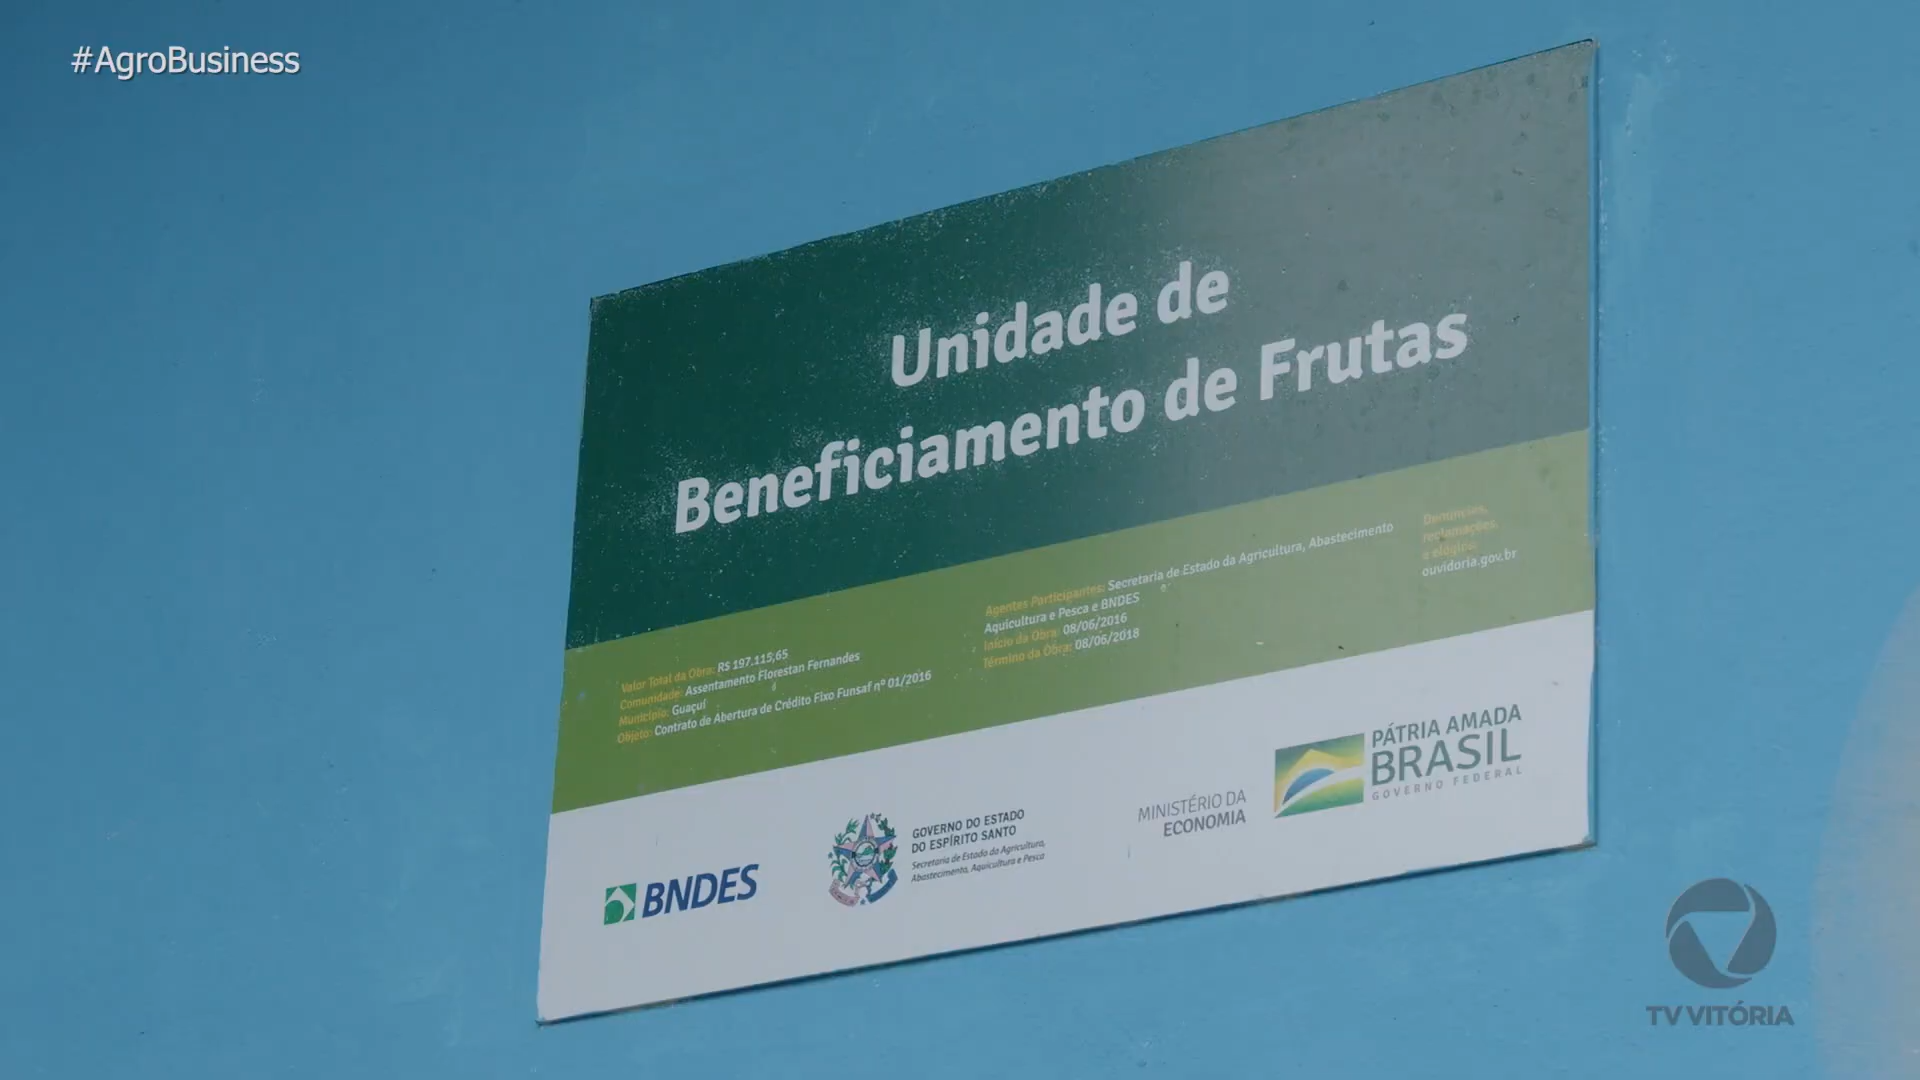 #AgroBusiness
Unidade de
Beneficiamento de Frutas
Valor Total da Obra: R$ 197.115,65
Comunidade: Assentamento Florestan Fernandes
Município: Guaçuí
Objeto: Contrato de Abertura de Crédito Fixo Funsaf nº 01/2016
Agentes Participantes: Secretaria de Estado da Agricultura, Abastecimento
Aquicultura e Pesca e BNDES
Início da Obra: 08/06/2016
Término da Obra: 08/06/2018
Denúncias,
reclamações,
e elogios:
ouvidoria.gov.br
BNDES
GOVERNO DO ESTADO
DO ESPÍRITO SANTO
Secretaria de Estado da Agricultura,
Abastecimento, Aquicultura e Pesca
MINISTÉRIO DA
ECONOMIA
PÁTRIA AMADA
BRASIL
GOVERNO FEDERAL
TV VITÓRIA